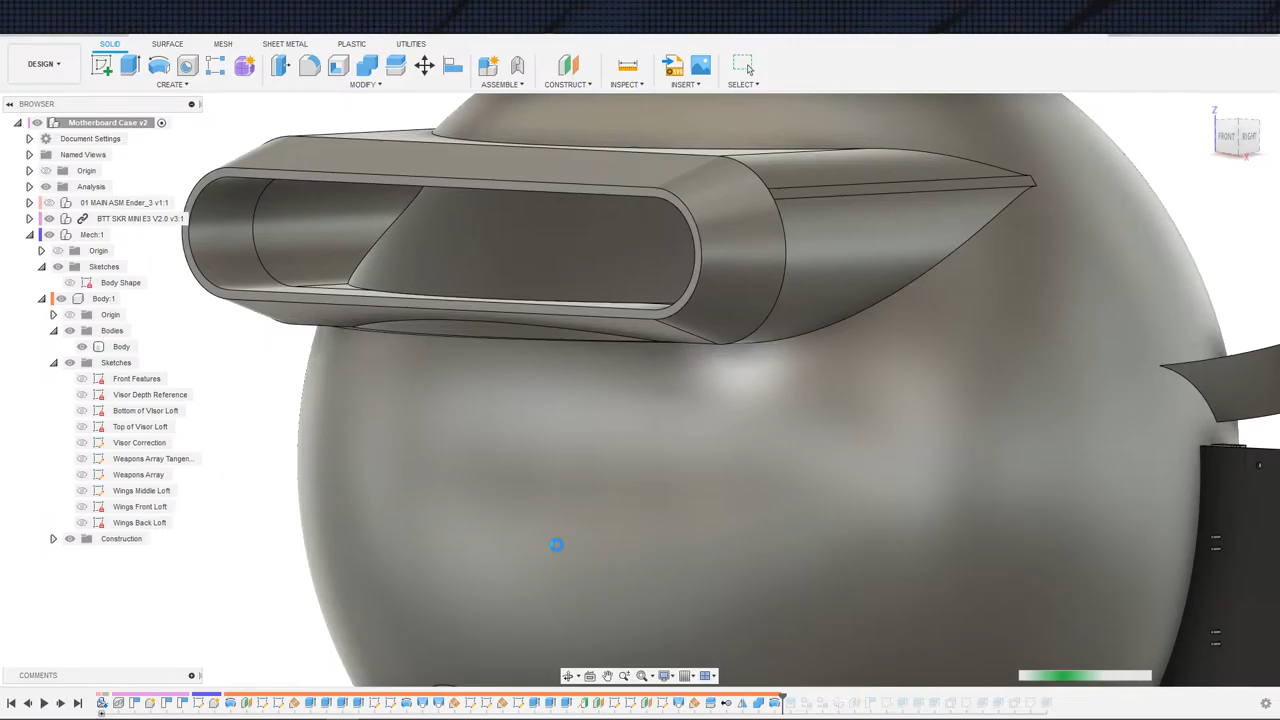 SOLID SURFACE MESH SHEET METAL PLASTIC UTILITIES
DESIGN
CREATE MODIFY ASSEMBLE CONSTRUCT INSPECT INSERT SELECT
BROWSER
Motherboard Case v2
Document Settings
Named Views
Origin
Analysis
01 MAIN ASM Ender_3 v1:1
BTT SKR MINI E3 V2.0 v3:1
Mech:1
Origin
Sketches
Body Shape
Body:1
Origin
Bodies
Body
Sketches
Front Features
Visor Depth Reference
Bottom of Visor Loft
Top of Visor Loft
Visor Correction
Weapons Array Tangen...
Weapons Array
Wings Middle Loft
Wings Front Loft
Wings Back Loft
Construction
Z
FRONT RIGHT
X
COMMENTS